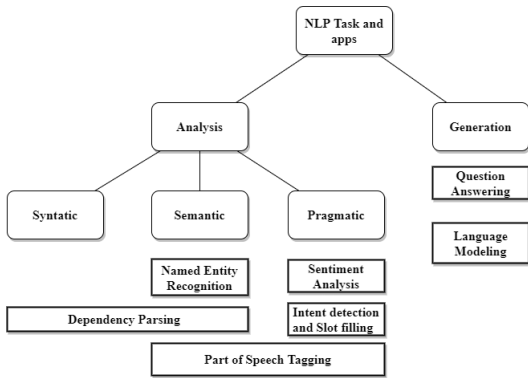 NLP Task and
apps
Analysis
Generation
Question
Answering
Syntatic
Semantic
Pragmatic
Language
Modeling
Named Entity
Recognition
Sentiment
Analysis
Dependency Parsing
Intent detection
and Slot filling
Part of Speech Tagging